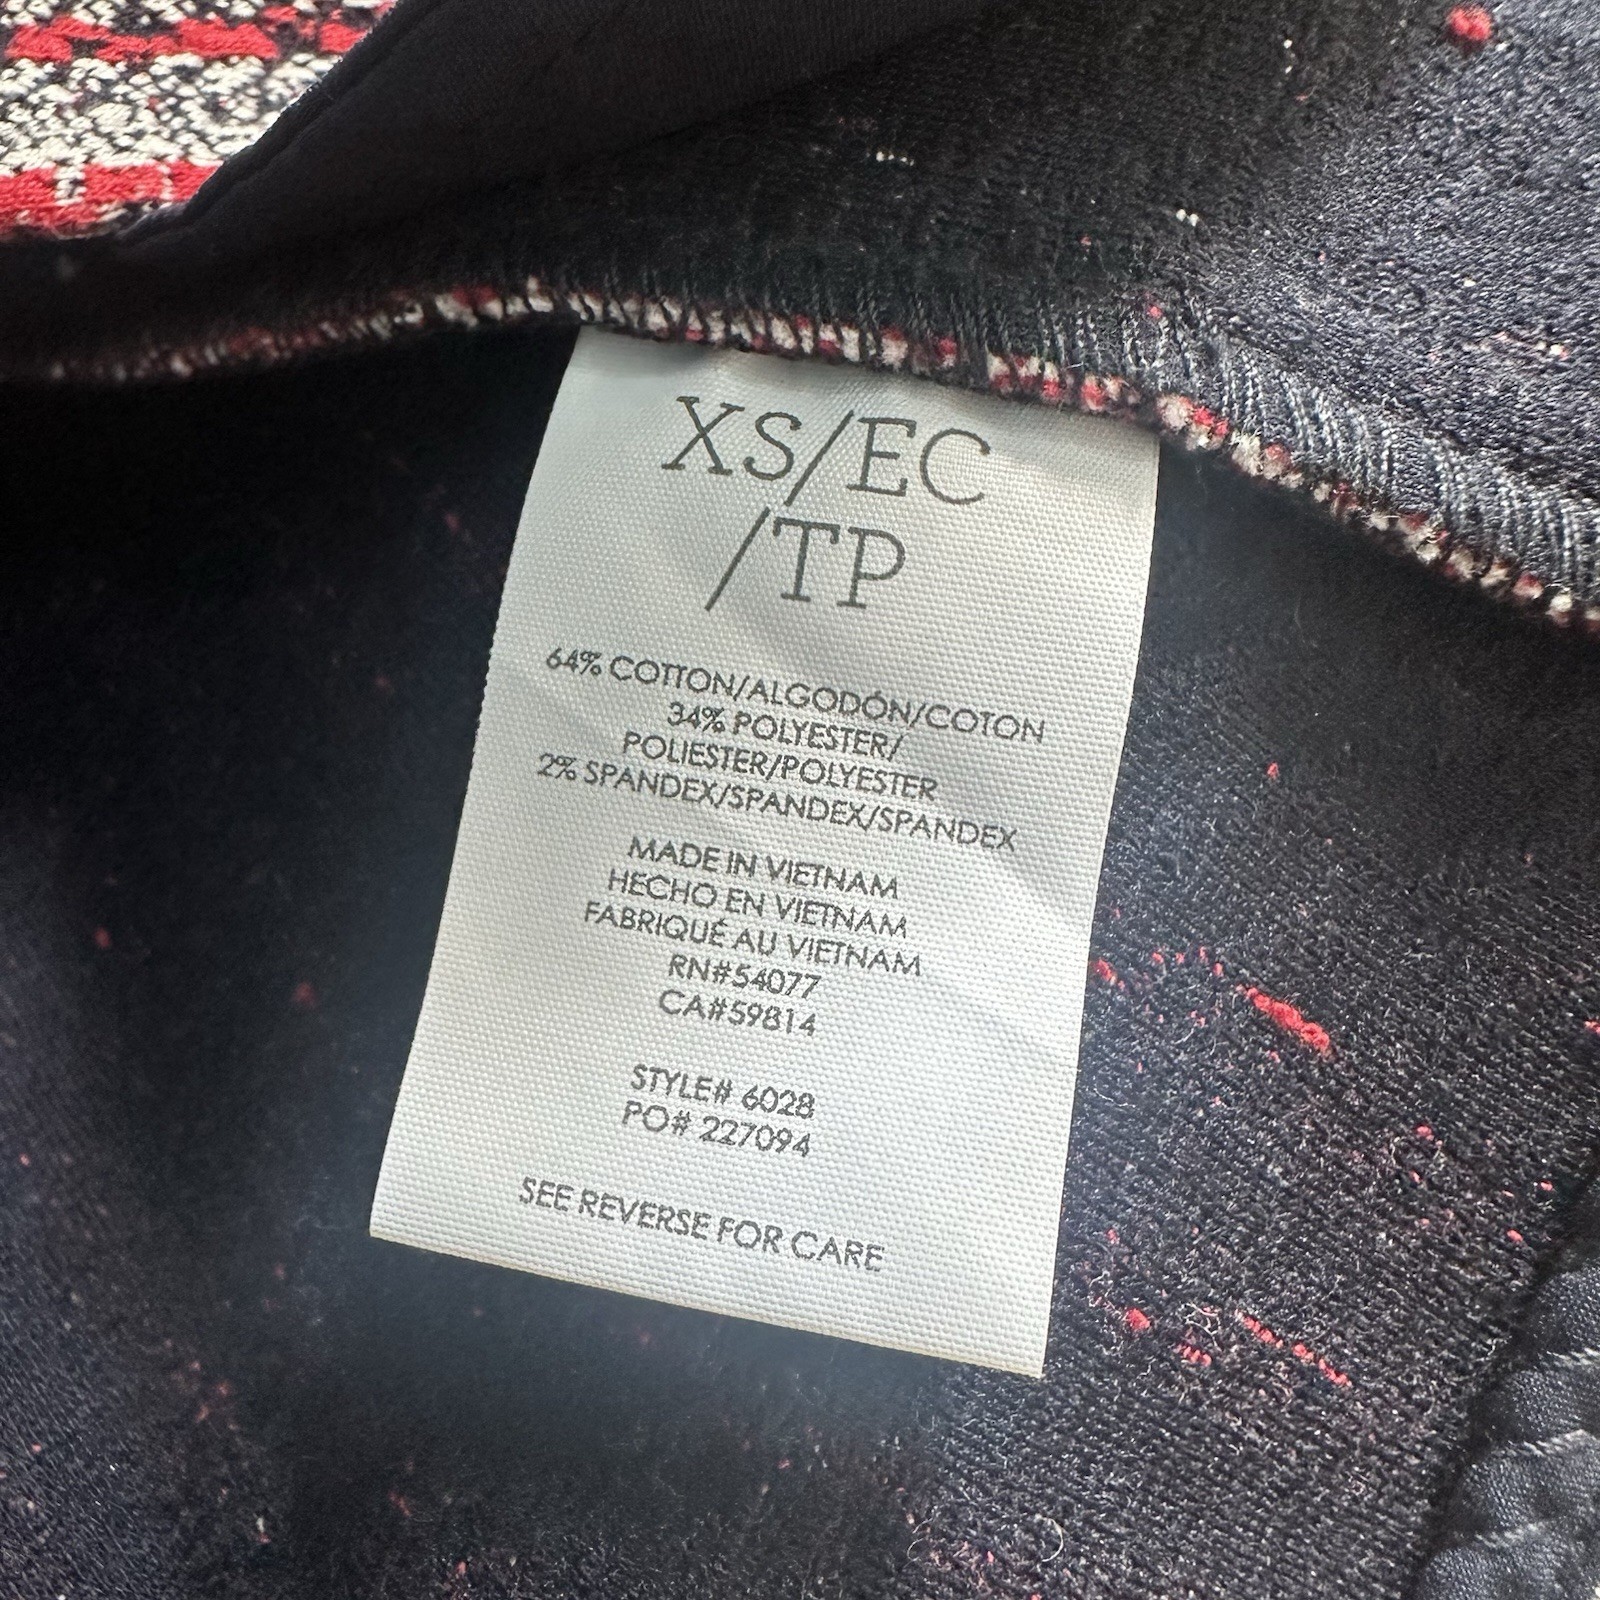 XS/EC
/TP
64% COTTON/ALGODÓN/COTON
34% POLYESTER/
POLIESTER/POLYESTER
2% SPANDEX/SPANDEX/SPANDEX
MADE IN VIETNAM
HECHO EN VIETNAM
FABRIQUÉ AU VIETNAM
RN#54077
CA#59814
STYLE# 6028
PO# 227094
SEE REVERSE FOR CARE